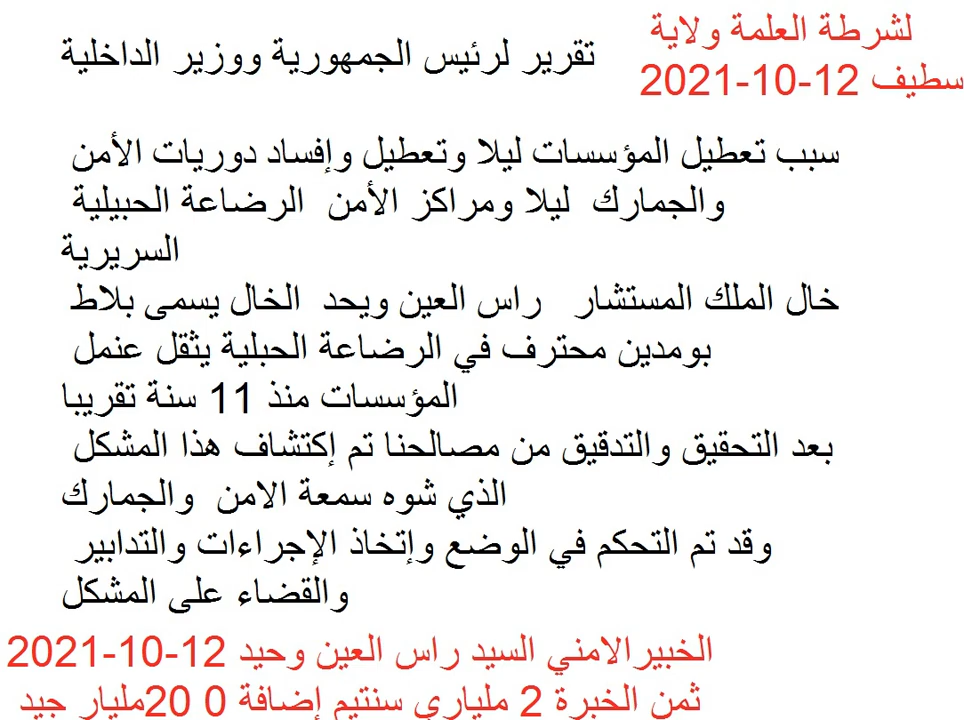 لشرطة العلمة ولاية
سطيف 12-10-2021
تقرير لرئيس الجمهورية ووزير الداخلية
سبب تعطيل المؤسسات ليلا وتعطيل وإفساد دوريات الأمن
والجمارك ليلا ومراكز الأمن الرضاعة الحبيلية
السريرية
خال الملك المستشار راس العين ويحد الخال يسمى بلاط
بومدين محترف في الرضاعة الحبلية يثقل عنمل
المؤسسات منذ 11 سنة تقريبا
بعد التحقيق والتدقيق من مصالحنا تم إكتشاف هذا المشكل
الذي شوه سمعة الامن والجمارك
وقد تم التحكم في الوضع وإتخاذ الإجراءات والتدابير
والقضاء على المشكل
الخبيرالامني السيد راس العين وحيد 12-10-2021
ثمن الخبرة 2 ملياري سنتيم إضافة 0 20مليار جيد